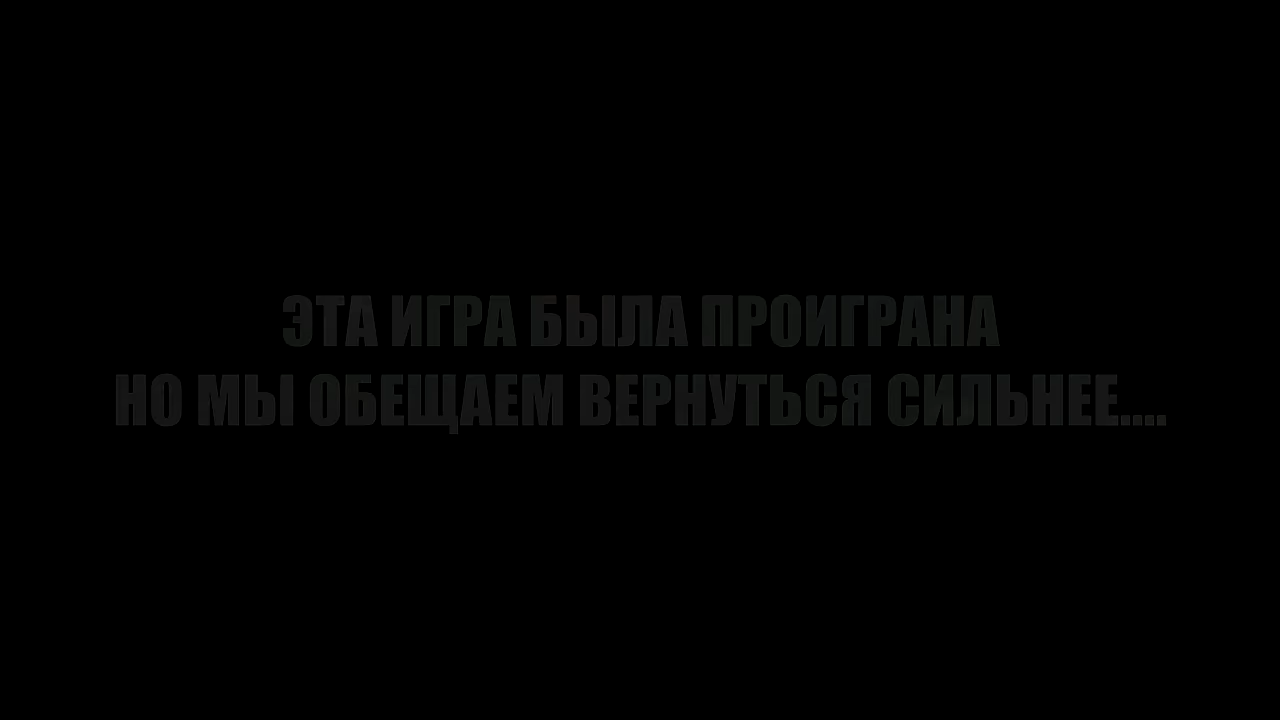 ЭТА ИГРА БЫЛА ПРОИГРАНА
НО МЫ ОБЕЩАЕМ ВЕРНУТЬСЯ СИЛЬНЕЕ....